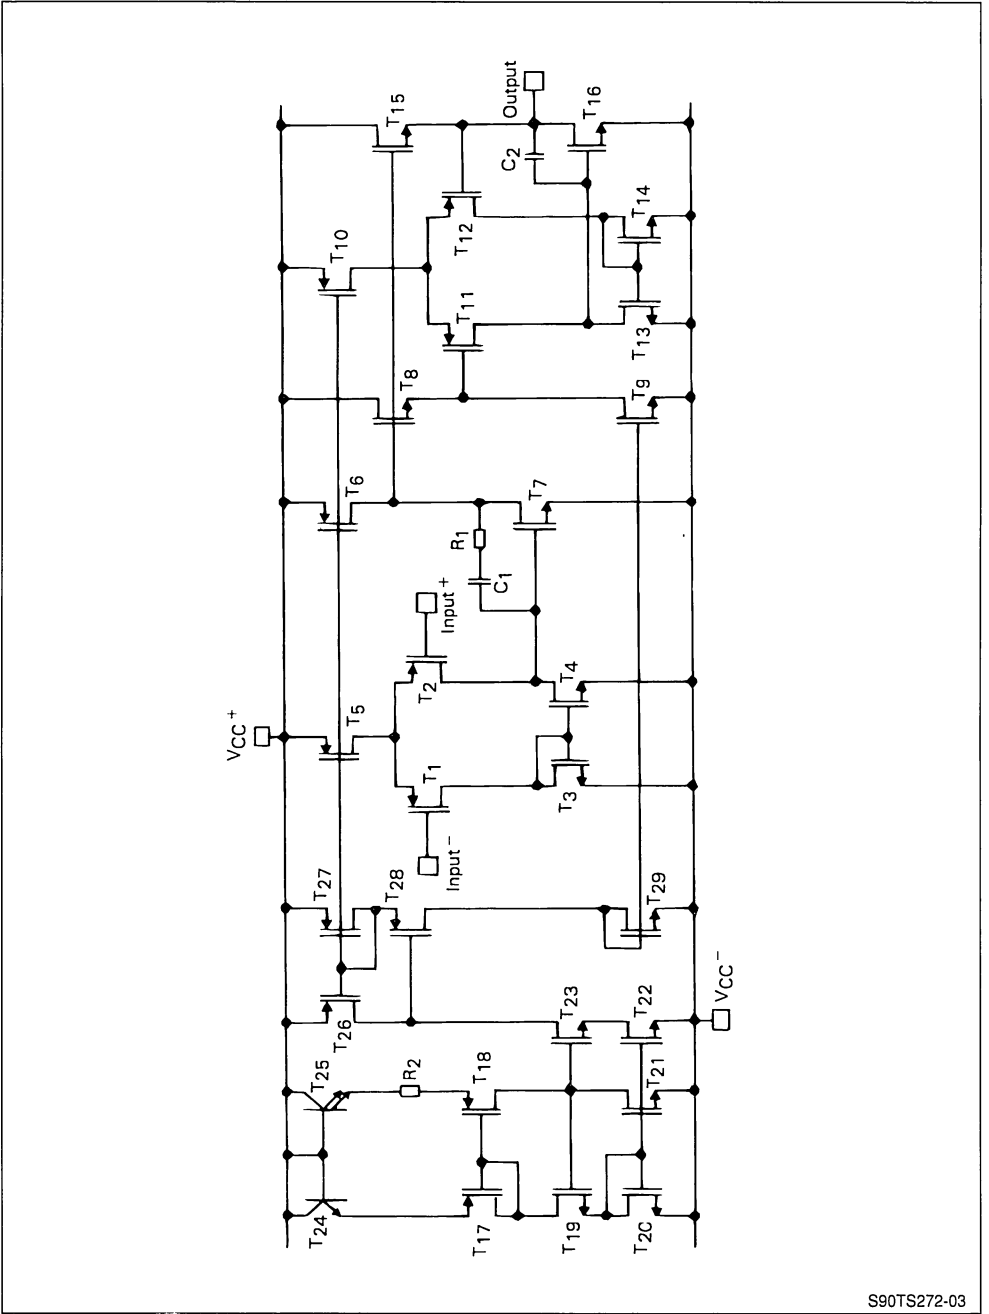 Output
T15
T16
C2
T14
T10
T12
T11
T13
T8
T9
T6
T7
R1
C1
Input+
T2
T4
VCC+
T5
T1
T3
Input-
T27
T28
T29
T26
T23
T22
VCC-
T25
R2
T18
T21
T24
T17
T19
T2C
S90TS272-03